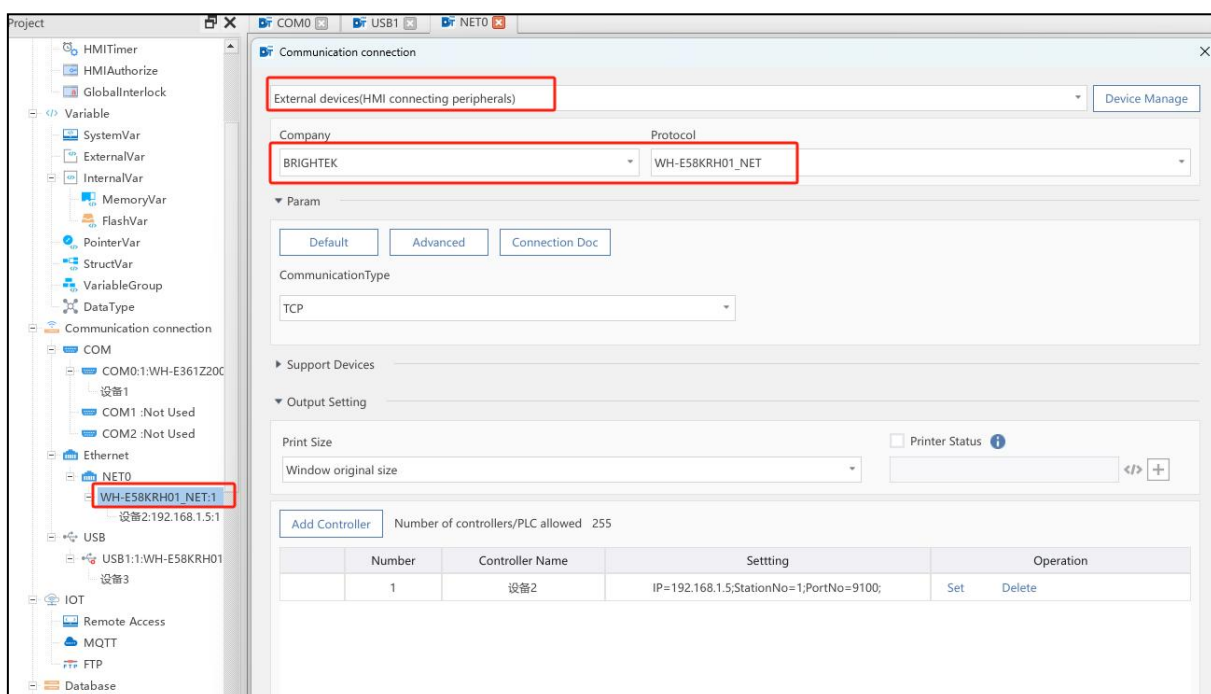 Project
COM0
USB1
NET0
HMITimer
HMIAuthorize
GlobalInterlock
Variable
SystemVar
ExternalVar
InternalVar
MemoryVar
FlashVar
PointerVar
StructVar
VariableGroup
DataType
Communication connection
COM
COM0:1:WH-E361Z200
设备1
COM1 :Not Used
COM2 :Not Used
Ethernet
NET0
WH-E58KRH01_NET:1
设备2:192.168.1.5:1
USB
USB1:1:WH-E58KRH01
设备3
IOT
Remote Access
MQTT
FTP
Database
Communication connection
External devices(HMI connecting peripherals)
Device Manage
Company
Protocol
BRIGHTEK
WH-E58KRH01_NET
Param
Default
Advanced
Connection Doc
CommunicationType
TCP
Support Devices
Output Setting
Print Size
Printer Status
Window original size
Add Controller
Number of controllers/PLC allowed 255
Number Controller Name Settting Operation
1 设备2 IP=192.168.1.5;StationNo=1;PortNo=9100; Set Delete